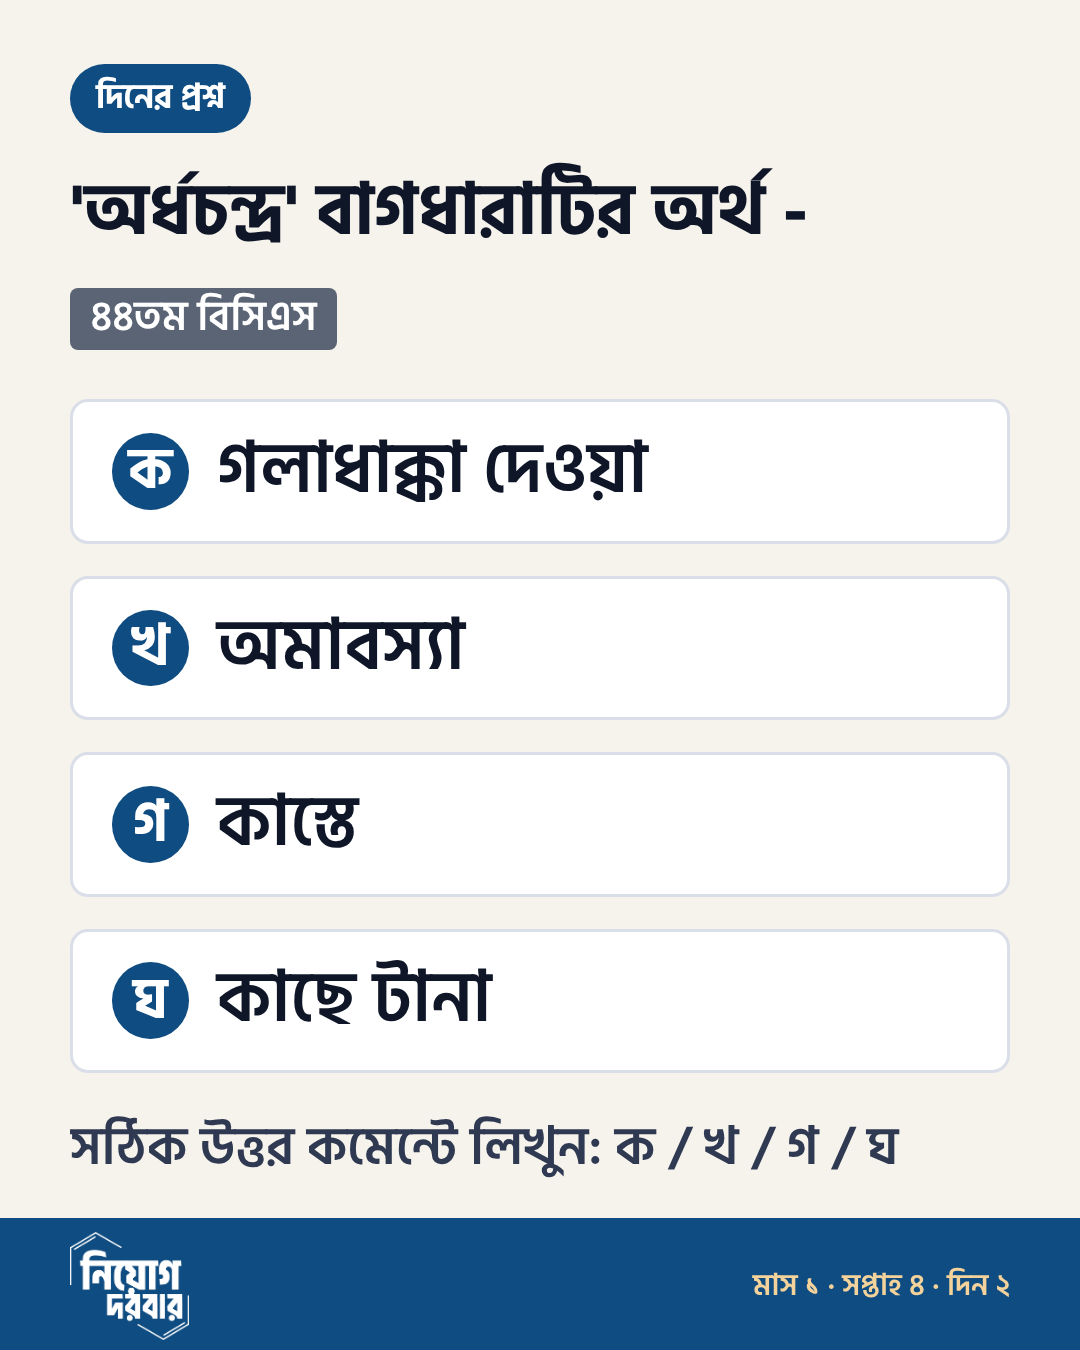 দিনের প্রশ্ন
'অর্ধচন্দ্র' বাগধারাটির অর্থ -
৪৪তম বিসিএস
ক গলাধাক্কা দেওয়া
খ অমাবস্যা
গ কাস্তে
ঘ কাছে টানা
সঠিক উত্তর কমেন্টে লিখুন: ক / খ / গ / ঘ
নিয়োগ
দরবার
মাস ১ · সপ্তাহ ৪ · দিন ২